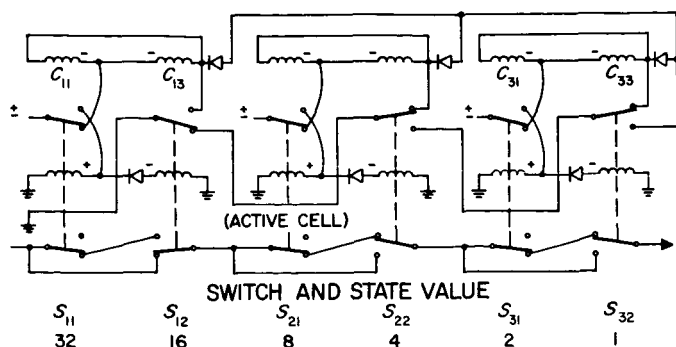 - - - - - -
C11 C13 C31 C33
± ± ±
+ - + - + -
(ACTIVE CELL)
SWITCH AND STATE VALUE
S11 S12 S21 S22 S31 S32
32 16 8 4 2 1